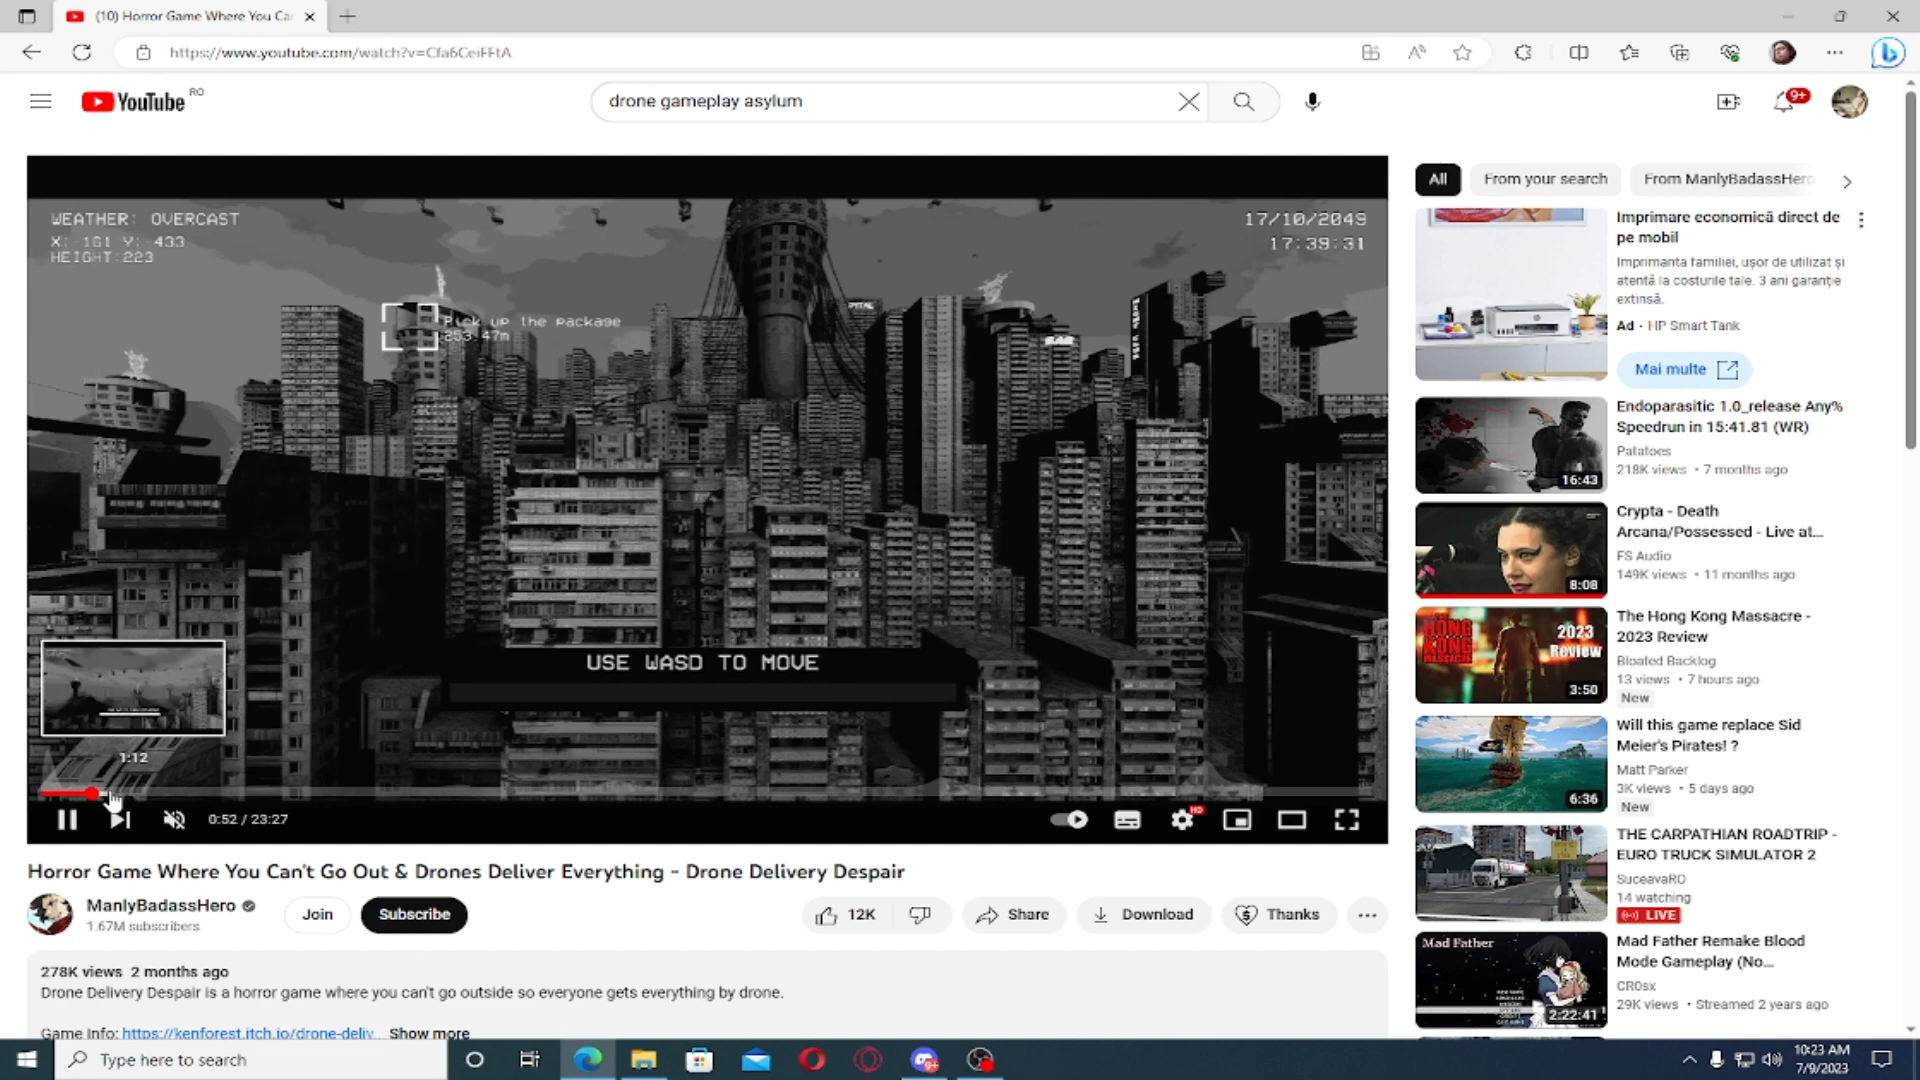 (10) Horror Game Where You Ca
https://www.youtube.com/watch?v=Cfa6CeiFFtA
YouTube RO
drone gameplay asylum
9+
WEATHER: OVERCAST
X: -161 Y: -433
HEIGHT:223
17/10/2049
17:39:31
Pick up the package
253.47m
USE WASD TO MOVE
1:12
0:52 / 23:27
HD
Horror Game Where You Can't Go Out & Drones Deliver Everything - Drone Delivery Despair
ManlyBadassHero
1.67M subscribers
Join
Subscribe
12K
Share
Download
Thanks
278K views 2 months ago
Drone Delivery Despair is a horror game where you can't go outside so everyone gets everything by drone.
Game Info: https://kenforest.itch.io/drone-deliv... Show more
All
From your search
From ManlyBadassHero
Imprimare economică direct de
pe mobil
Imprimanta familiei, ușor de utilizat și
atentă la costurile tale. 3 ani garanție
extinsă.
Ad · HP Smart Tank
Mai multe
Endoparasitic 1.0_release Any%
Speedrun in 15:41.81 (WR)
Patatoes
218K views • 7 months ago
16:43
Crypta - Death
Arcana/Possessed - Live at...
FS Audio
149K views • 11 months ago
8:08
The Hong Kong Massacre -
2023 Review
Bloated Backlog
13 views • 7 hours ago
New
HONG
KONG
MASSACRE
2023
Review
3:50
Will this game replace Sid
Meier's Pirates! ?
Matt Parker
3K views • 5 days ago
New
6:36
THE CARPATHIAN ROADTRIP -
EURO TRUCK SIMULATOR 2
SuceavaRO
14 watching
LIVE
Mad Father Remake Blood
Mode Gameplay (No...
CR0sx
29K views • Streamed 2 years ago
Mad Father
2:22:41
Type here to search
9+
10:23 AM
7/9/2023